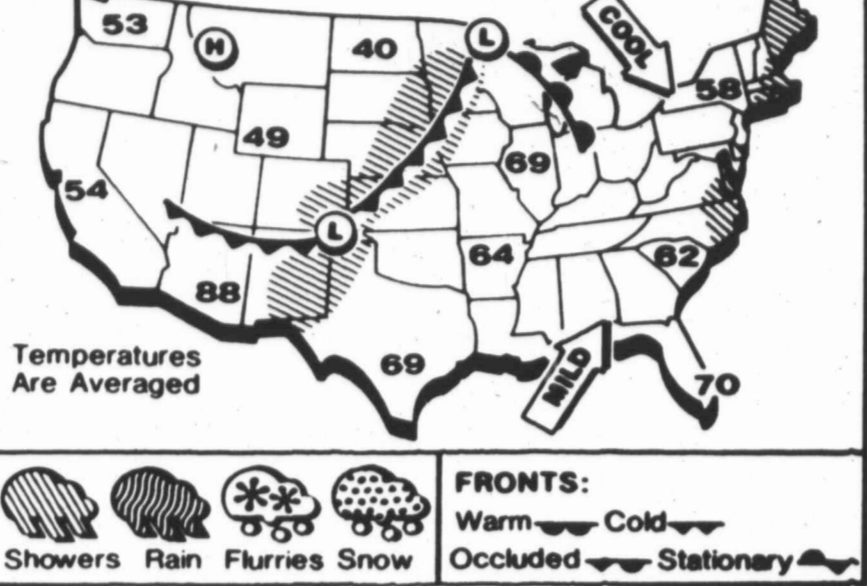 53
H
40
L
COOL
58
49
54
69
L
64
62
88
Temperatures
Are Averaged
69
MILD
70
Showers Rain Flurries Snow
FRONTS:
Warm Cold
Occluded Stationary